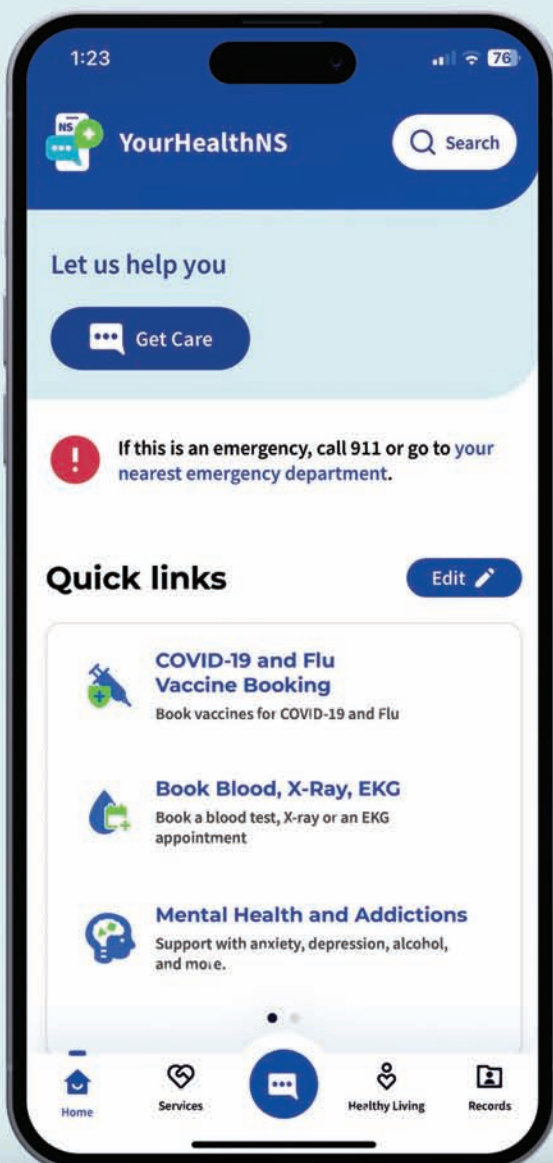 1:23
76
NS
YourHealthNS
Search
Let us help you
Get Care
If this is an emergency, call 911 or go to your
nearest emergency department.
Quick links
Edit
COVID-19 and Flu
Vaccine Booking
Book vaccines for COVID-19 and Flu
Book Blood, X-Ray, EKG
Book a blood test, X-ray or an EKG
appointment
Mental Health and Addictions
Support with anxiety, depression, alcohol,
and more.
Home
Services
Healthy Living
Records